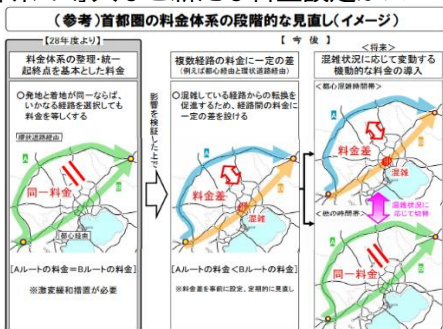 (参考)首都圏の料金体系の段階的な見直し(イメージ)
【28年度より】
料金体系の整理・統一
起終点を基本とした料金
○発地と着地が同一ならば、
いかなる経路を選択しても
料金を等しくする
環状道路経由
A
同一料金
B
都心経由
[Aルートの料金=Bルートの料金]
※激変緩和措置が必要
影響を検証した上で
【 今 後 】
複数経路の料金に一定の差
(例えば都心経由と環状道路経由)
○混雑している経路からの転換
を促進するため、経路間の料金に
一定の差を設ける
A
料金差
混雑
B
[Aルートの料金<Bルートの料金]
※料金差を事前に設定、定期的に見直し
<将来>
混雑状況に応じて変動する
機動的な料金の導入
<都心混雑時間帯>
A
料金差
混雑
B
混雑状況に
応じて切替
<他の時間帯>
A
同一料金
B